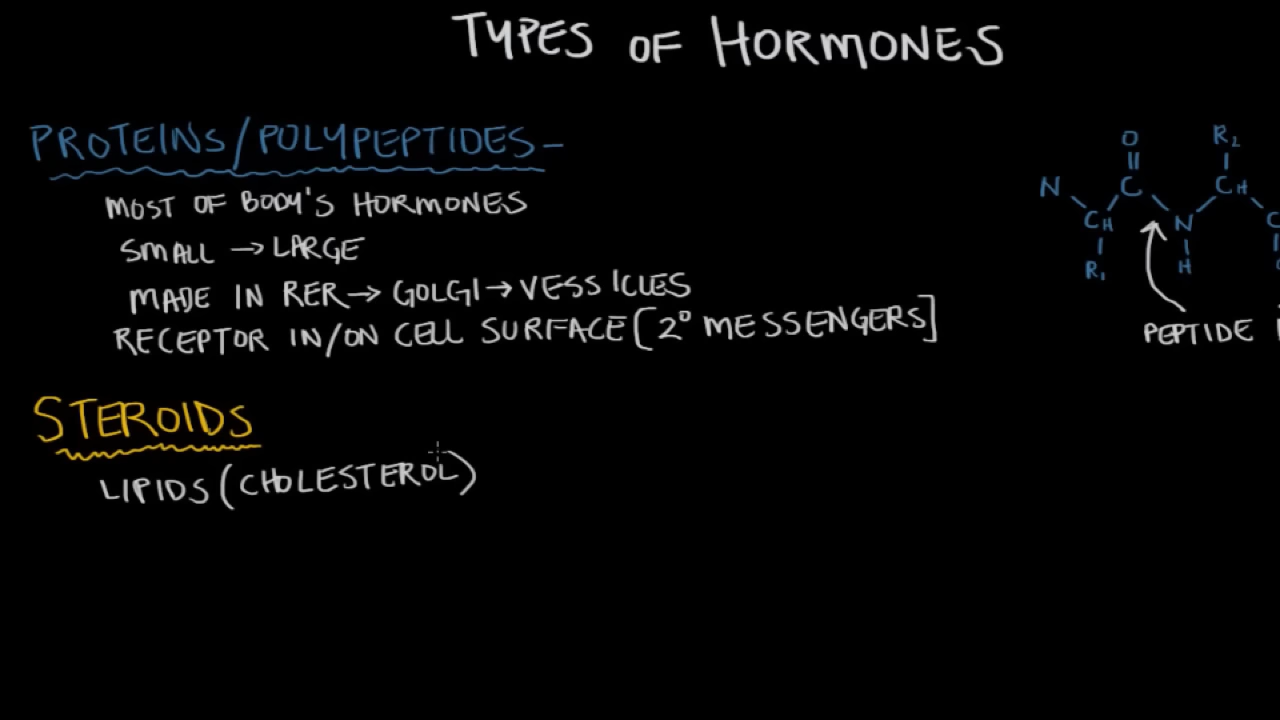 TYPES OF HORMONES
PROTEINS/POLYPEPTIDES-
MOST OF BODY'S HORMONES
SMALL → LARGE
MADE IN RER → GOLGI → VESSICLES
RECEPTOR IN/ON CELL SURFACE [2° MESSENGERS]
STEROIDS
LIPIDS (CHOLESTEROL)
O R₂
N C CH
CH N C
R₁ H
PEPTIDE